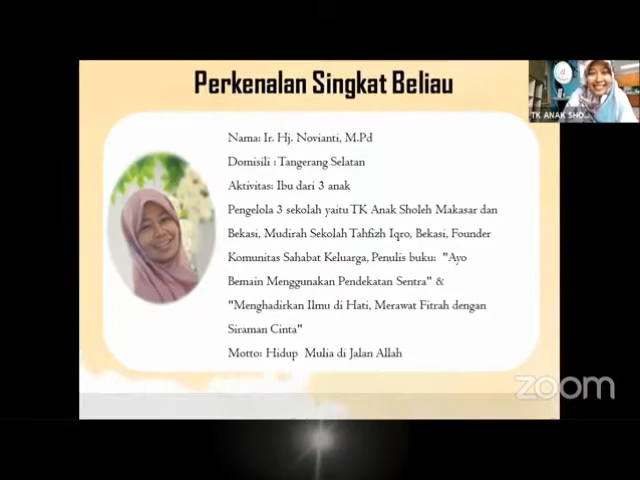 Perkenalan Singkat Beliau
TK ANAK SHO...
Nama: Ir. Hj. Novianti, M.Pd
Domisili : Tangerang Selatan
Aktivitas: Ibu dari 3 anak
Pengelola 3 sekolah yaitu TK Anak Sholeh Makasar dan
Bekasi, Mudirah Sekolah Tahfizh Iqro, Bekasi, Founder
Komunitas Sahabat Keluarga, Penulis buku: "Ayo
Bemain Menggunakan Pendekatan Sentra" &
"Menghadirkan Ilmu di Hati, Merawat Fitrah dengan
Siraman Cinta"
Motto: Hidup Mulia di Jalan Allah
zoom